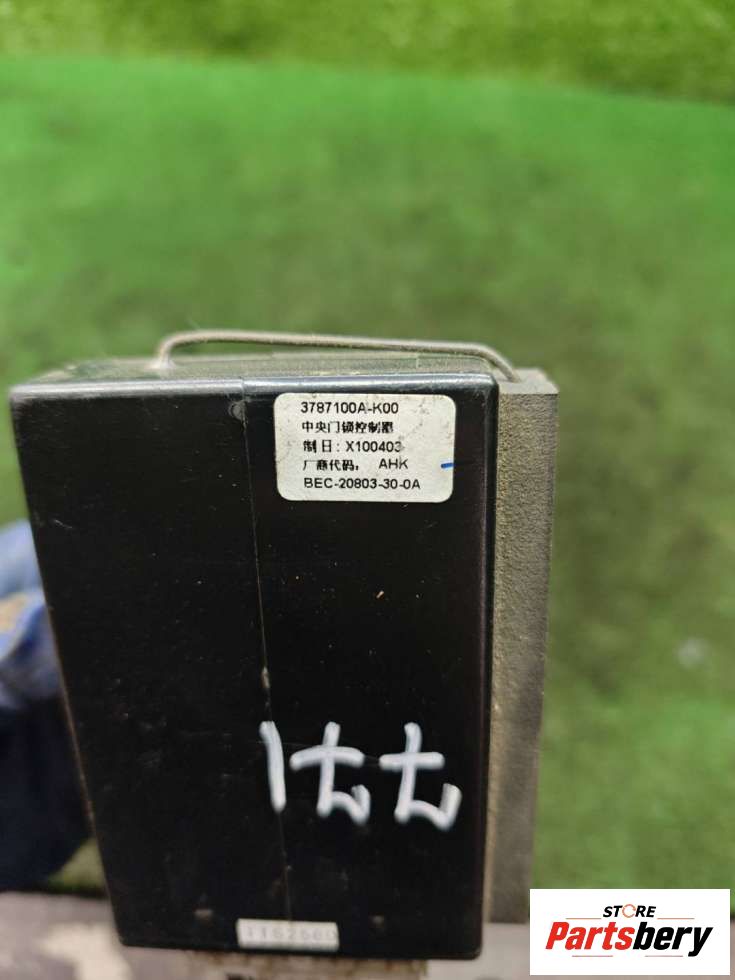 3787100A-K00
中央门锁控制器
制日: X100403
厂商代码: AHK
BEC-20803-30-0A
177
STORE
Partsbery